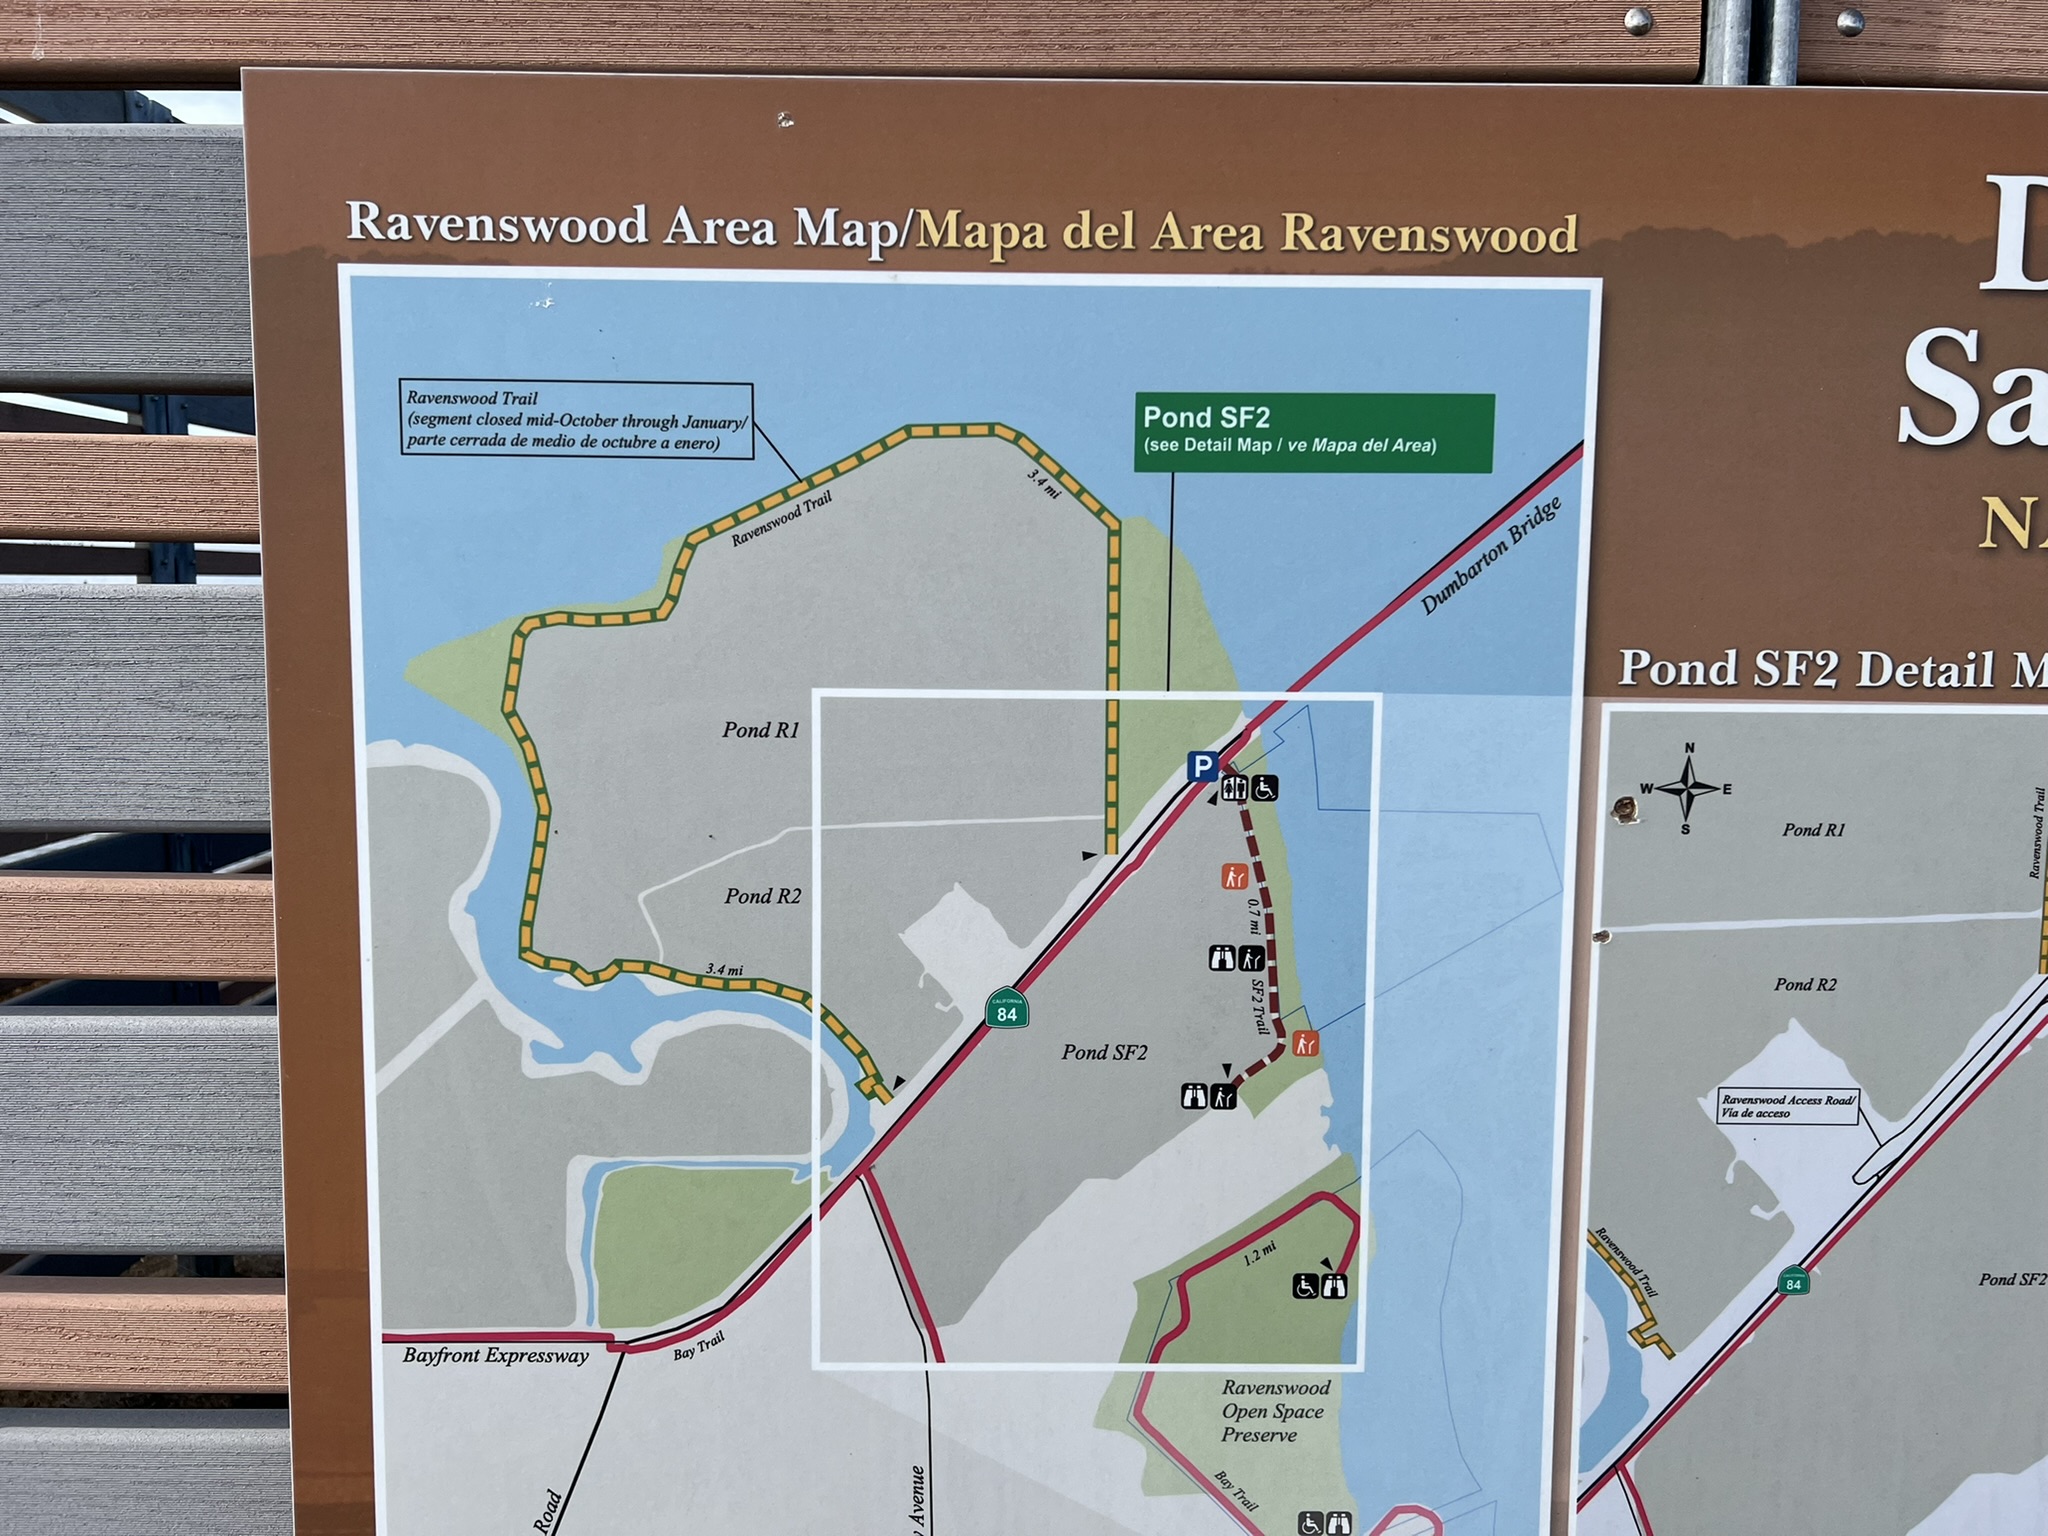 Ravenswood Area Map/Mapa del Area Ravenswood
Ravenswood Trail
(segment closed mid-October through January/
parte cerrada de medio de octubre a enero)
Pond SF2
(see Detail Map / ve Mapa del Area)
3.4 mi
Ravenswood Trail
Dumbarton Bridge
Pond R1
P
Pond R2
0.7 mi
3.4 mi
SF2 Trail
CALIFORNIA
84
Pond SF2
1.2 mi
Bayfront Expressway
Bay Trail
Ravenswood
Open Space
Preserve
Bay Trail
Road
Avenue
D
Sa
N
Pond SF2 Detail M
N
W E
S
Pond R1
Ravenswood Trail
Pond R2
Ravenswood Access Road/
Vía de acceso
Ravenswood Trail
84
Pond SF2